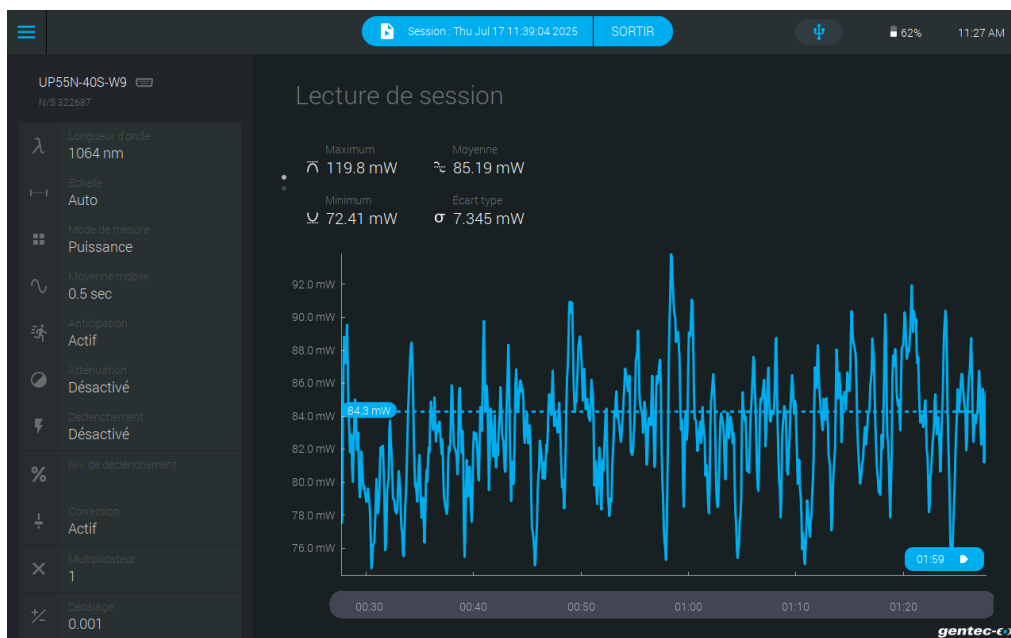 Session : Thu Jul 17 11:39:04 2025
SORTIR
62%
11:27 AM
UP55N-40S-W9
N/S 322687
Lecture de session
λ Longueur d'onde
1064 nm
Échelle
Auto
Mode de mesure
Puissance
Moyenne mobile
0.5 sec
Anticipation
Actif
Atténuation
Désactivé
Déclenchement
Désactivé
% Niv. de déclenchement
Correction
Actif
Multiplicateur
1
Décalage
0.001
Maximum
119.8 mW
Moyenne
85.19 mW
Minimum
72.41 mW
Écart type
σ 7.345 mW
92.0 mW
90.0 mW
88.0 mW
86.0 mW
84.0 mW
84.3 mW
82.0 mW
80.0 mW
78.0 mW
76.0 mW
01:59
00:30 00:40 00:50 01:00 01:10 01:20
gentec-eo